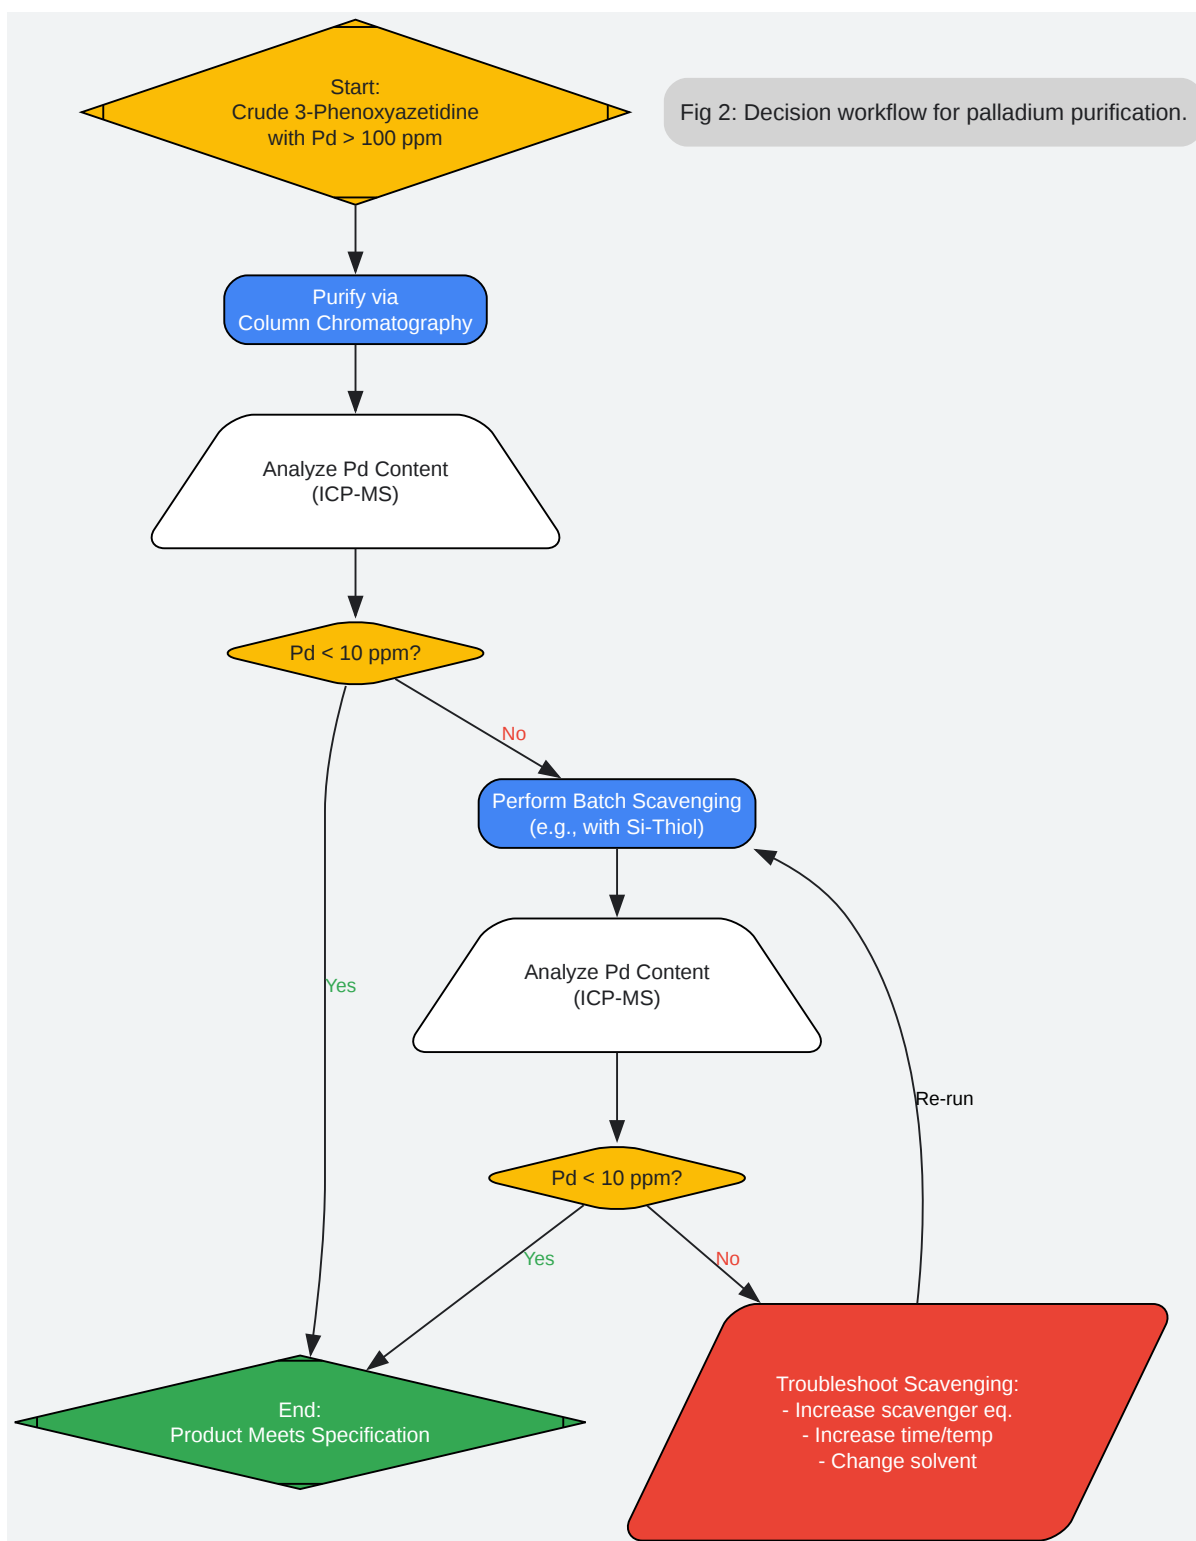 Start:
Crude 3-Phenoxyazetidine
with Pd > 100 ppm
Fig 2: Decision workflow for palladium purification.
Purify via
Column Chromatography
Analyze Pd Content
(ICP-MS)
Pd < 10 ppm?
No
Perform Batch Scavenging
(e.g., with Si-Thiol)
Yes
Analyze Pd Content
(ICP-MS)
Re-run
Pd < 10 ppm?
Yes
No
Troubleshoot Scavenging:
- Increase scavenger eq.
- Increase time/temp
- Change solvent
End:
Product Meets Specification